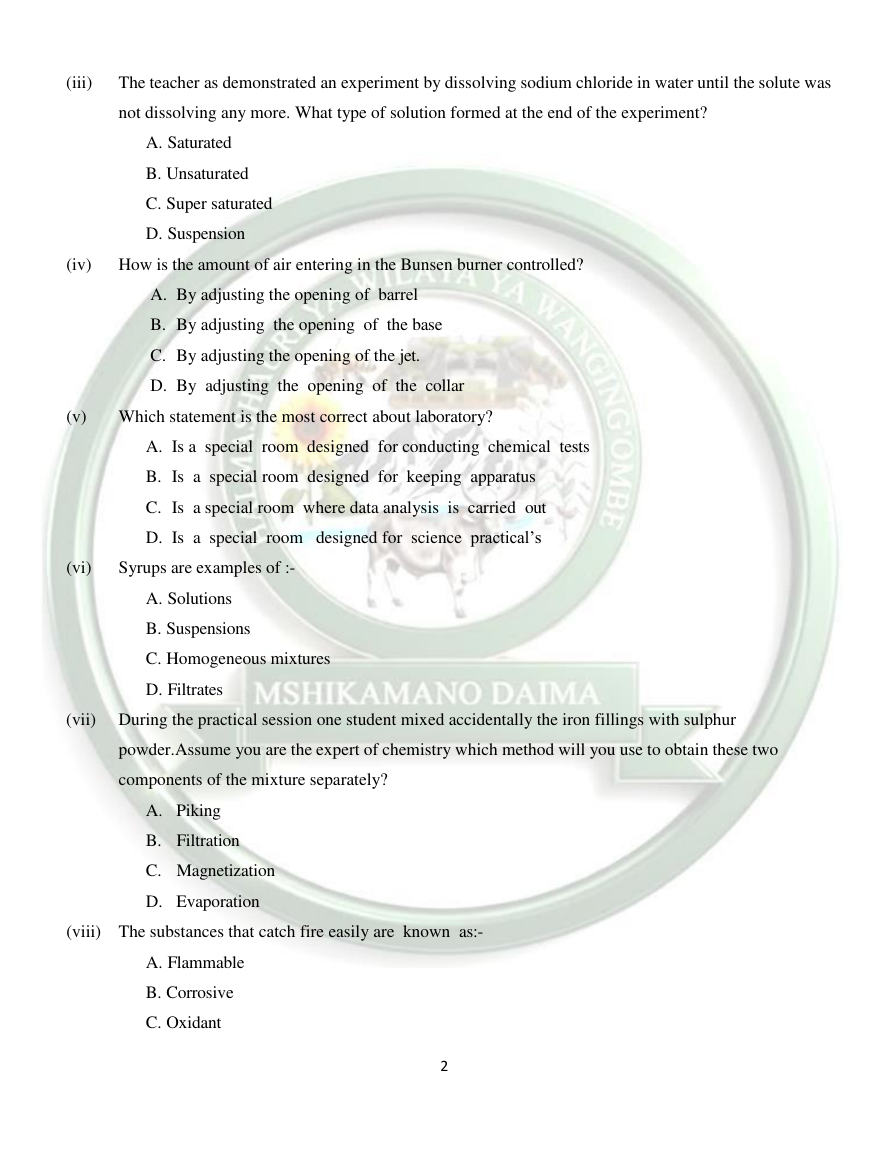 (iii) The teacher as demonstrated an experiment by dissolving sodium chloride in water until the solute was
not dissolving any more. What type of solution formed at the end of the experiment?
A. Saturated
B. Unsaturated
C. Super saturated
D. Suspension
(iv) How is the amount of air entering in the Bunsen burner controlled?
A. By adjusting the opening of barrel
B. By adjusting the opening of the base
C. By adjusting the opening of the jet.
D. By adjusting the opening of the collar
(v) Which statement is the most correct about laboratory?
A. Is a special room designed for conducting chemical tests
B. Is a special room designed for keeping apparatus
C. Is a special room where data analysis is carried out
D. Is a special room designed for science practical's
(vi) Syrups are examples of :-
A. Solutions
B. Suspensions
C. Homogeneous mixtures
D. Filtrates
(vii) During the practical session one student mixed accidentally the iron fillings with sulphur
powder.Assume you are the expert of chemistry which method will you use to obtain these two
components of the mixture separately?
A. Piking
B. Filtration
C. Magnetization
D. Evaporation
(viii) The substances that catch fire easily are known as:-
A. Flammable
B. Corrosive
C. Oxidant
2
YA WILAYA YA WANGING'OMBE
MSHIKAMANO DAIMA